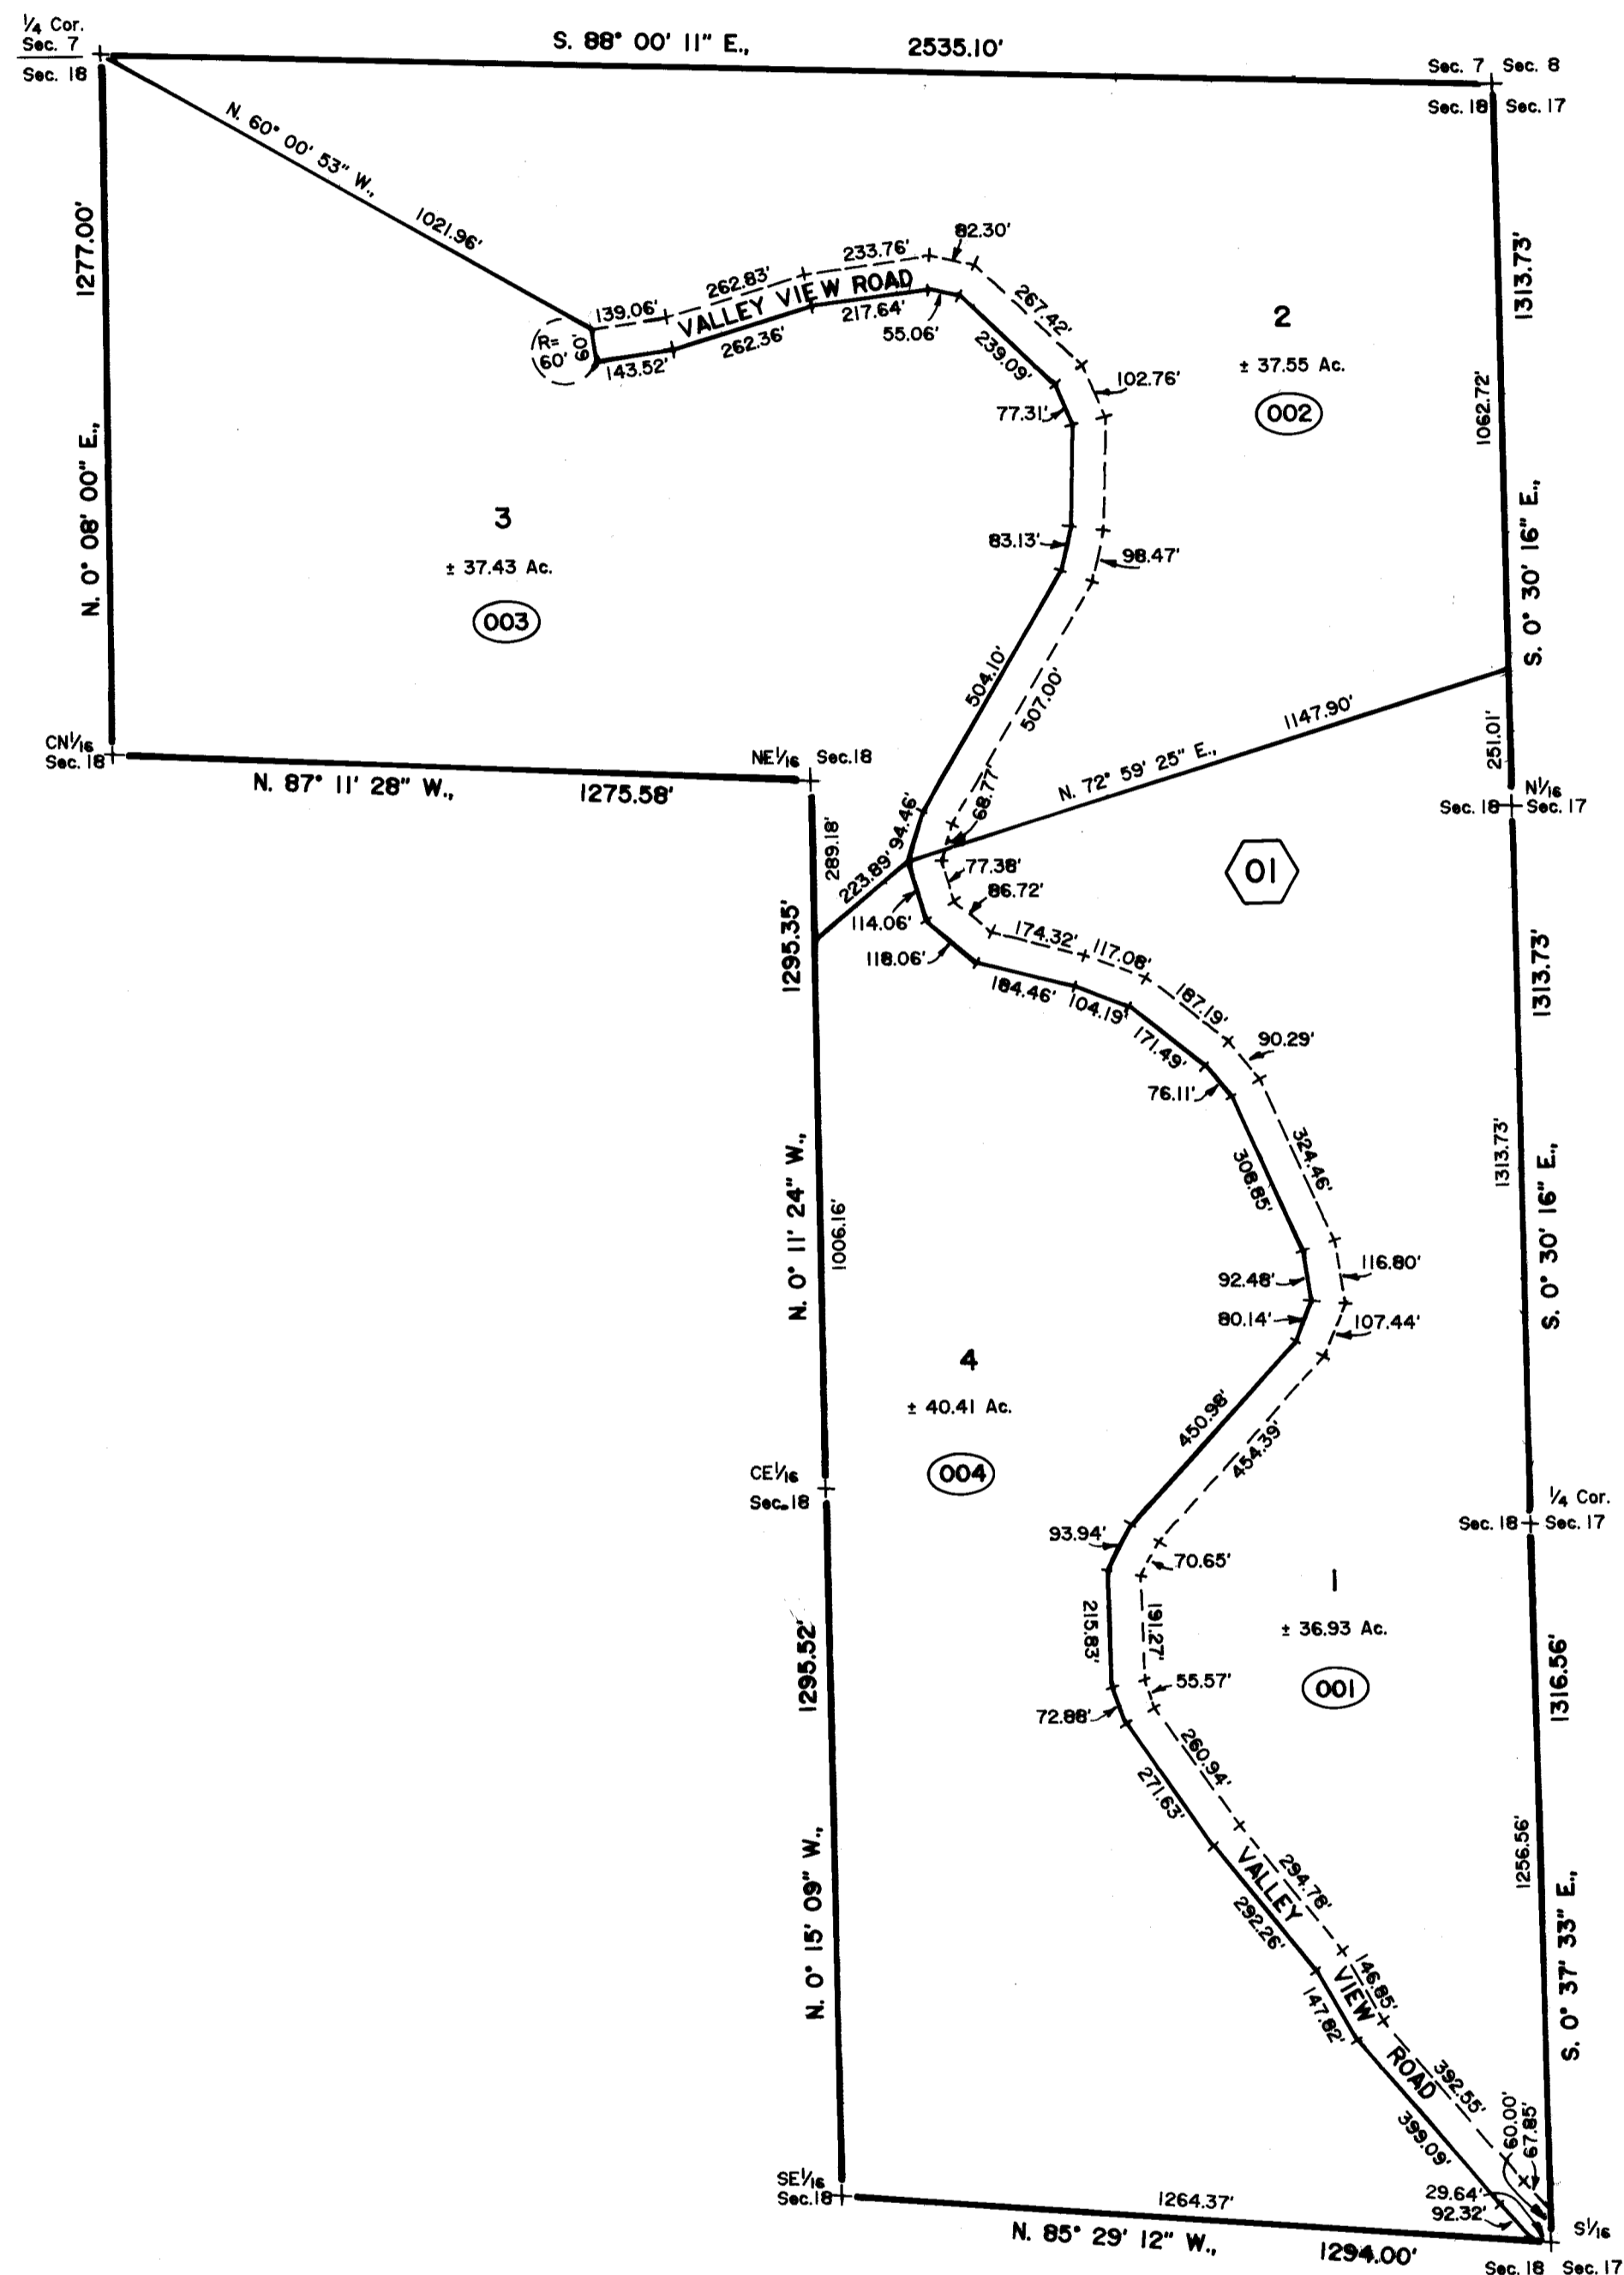 1/4 Cor.
Sec. 7
Sec. 18
S. 88° 00' 11" E., 2535.10'
Sec. 7 Sec. 8
Sec. 18 Sec. 17
N. 60° 00' 53" W.,
1021.96'
1277.00'
N. 0° 08' 00" E.,
82.30'
233.76'
262.83'
139.06'
VALLEY VIEW ROAD
R=
60'
60'
143.52'
262.36'
217.64'
55.06'
267.42'
239.09'
102.76'
77.31'
2
± 37.55 Ac.
002
1313.73'
1062.72'
S. 0° 30' 16" E.,
3
± 37.43 Ac.
003
83.13'
98.47'
504.10'
507.00'
1147.90'
N. 72° 59' 25" E.,
251.01'
CN1/16
Sec. 18
N. 87° 11' 28" W., 1275.58'
NE1/16 Sec.18
N1/16
Sec. 18 Sec. 17
68.77'
94.46'
223.89'
289.18'
1295.35'
77.38'
86.72'
01
114.06'
118.06'
174.32'
117.08'
184.46'
104.19'
187.19'
171.49'
90.29'
76.11'
1313.73'
1313.73'
S. 0° 30' 16" E.,
324.46'
308.85'
N. 0° 11' 24" W.,
1006.16'
92.48'
116.80'
80.14'
107.44'
4
± 40.41 Ac.
004
450.98'
454.39'
CE1/16
Sec. 18
1/4 Cor.
Sec. 18 Sec. 17
93.94'
70.65'
1
± 36.93 Ac.
001
215.83'
191.27'
55.57'
72.88'
1295.52'
N. 0° 15' 09" W.,
1316.56'
1256.56'
S. 0° 37' 33" E.,
260.94'
271.63'
294.78'
VALLEY
292.26'
146.85'
VIEW
147.82'
ROAD
392.55'
399.09'
60.00'
67.85'
29.64'
92.32'
SE1/16
Sec.18
1264.37'
N. 85° 29' 12" W., 1294.00'
S1/16
Sec. 18 Sec. 17